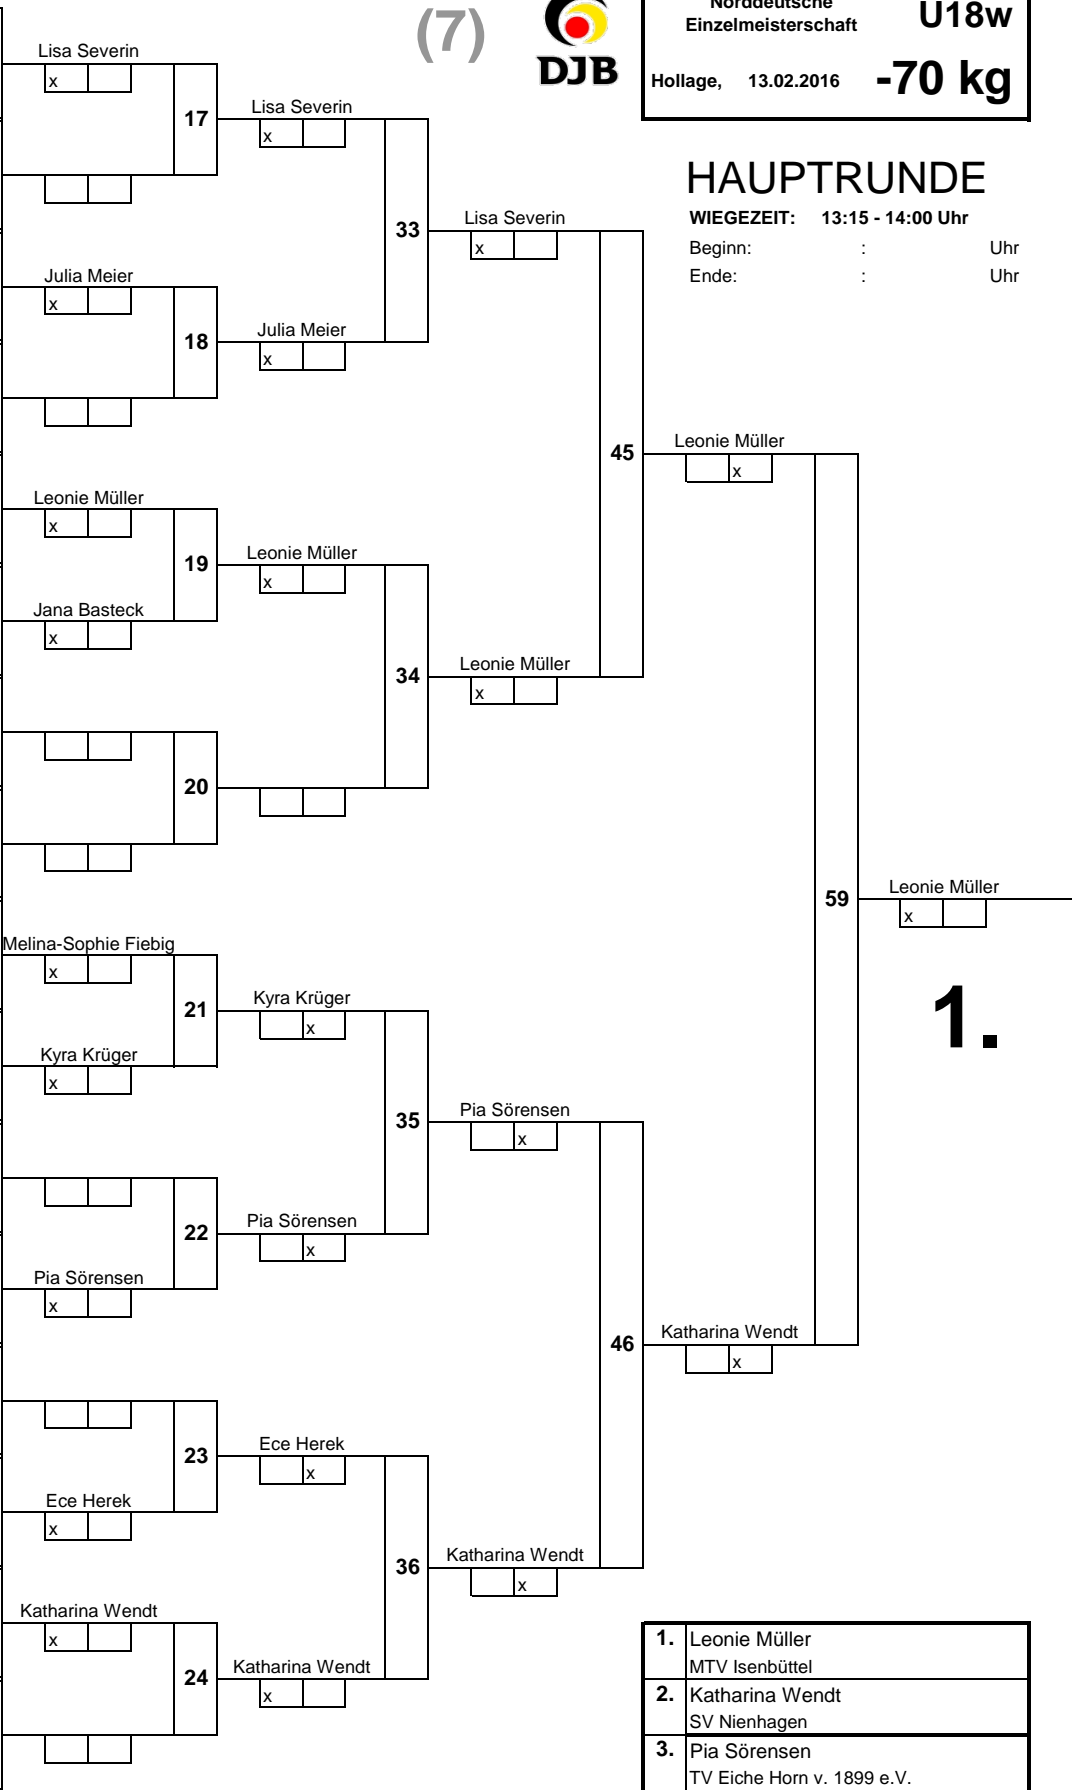 (7)
DJB
Norddeutsche
Einzelmeisterschaft
U18w
Hollage, 13.02.2016
-70 kg
HAUPTRUNDE
WIEGEZEIT: 13:15 - 14:00 Uhr
Beginn: : Uhr
Ende: : Uhr
Lisa Severin
x
17
Lisa Severin
x
33
Lisa Severin
x
Julia Meier
x
18
Julia Meier
x
45
Leonie Müller
x
Leonie Müller
x
19
Leonie Müller
x
Jana Basteck
x
34
Leonie Müller
x
20
59
Leonie Müller
x
1.
Melina-Sophie Fiebig
x
21
Kyra Krüger
x
Kyra Krüger
x
35
Pia Sörensen
x
22
Pia Sörensen
x
Pia Sörensen
x
46
Katharina Wendt
x
23
Ece Herek
x
Ece Herek
x
36
Katharina Wendt
x
Katharina Wendt
x
24
Katharina Wendt
x
1. Leonie Müller
MTV Isenbüttel
2. Katharina Wendt
SV Nienhagen
3. Pia Sörensen
TV Eiche Horn v. 1899 e.V.